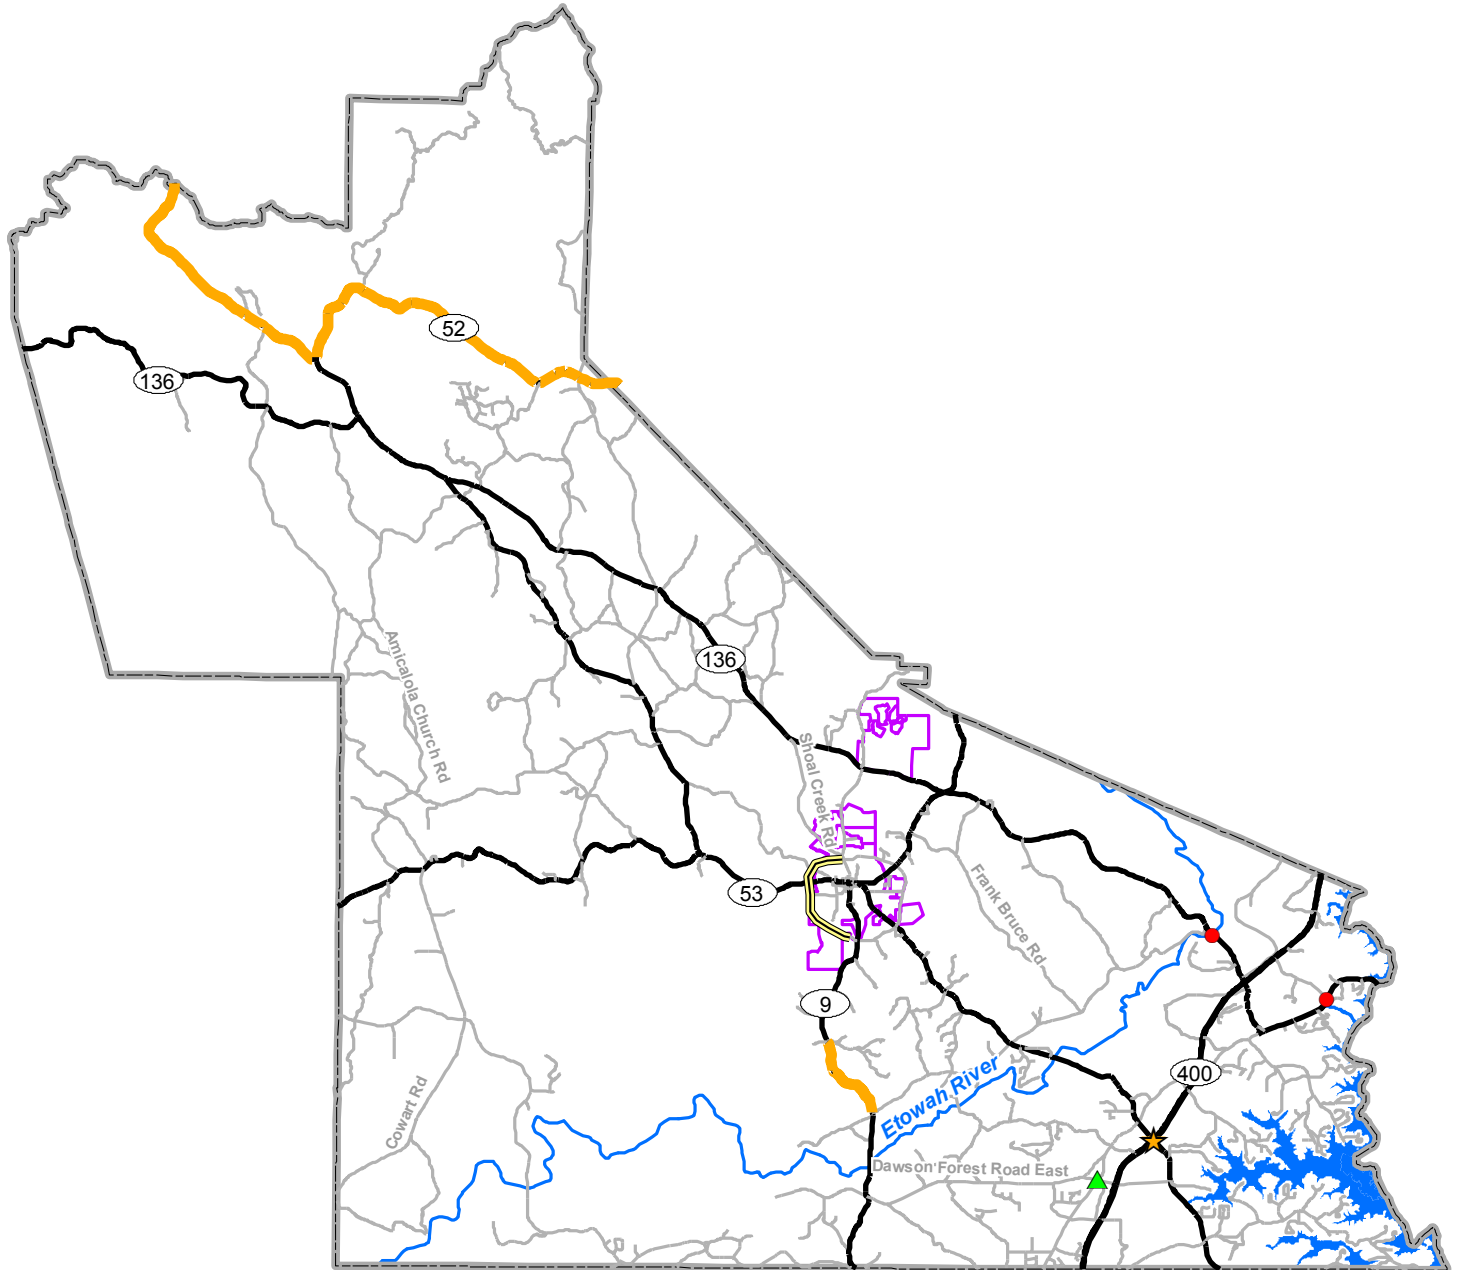 52
136
136
Amicalola Church Rd
Shoal Creek Rd
53
Frank Bruce Rd
9
400
Etowah River
Cowart Rd
Dawson Forest Road East